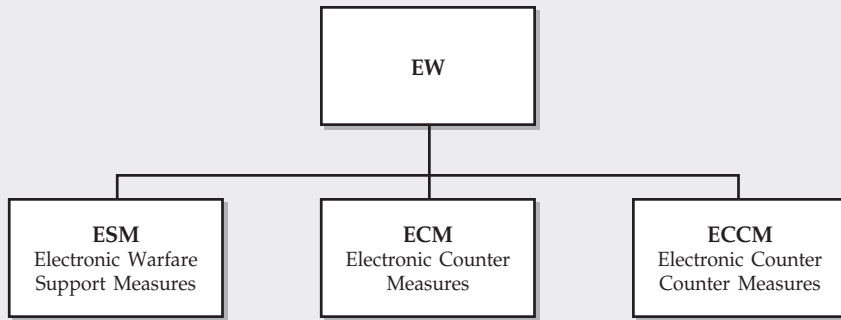 EW
ESM
Electronic Warfare
Support Measures
ECM
Electronic Counter
Measures
ECCM
Electronic Counter
Counter Measures